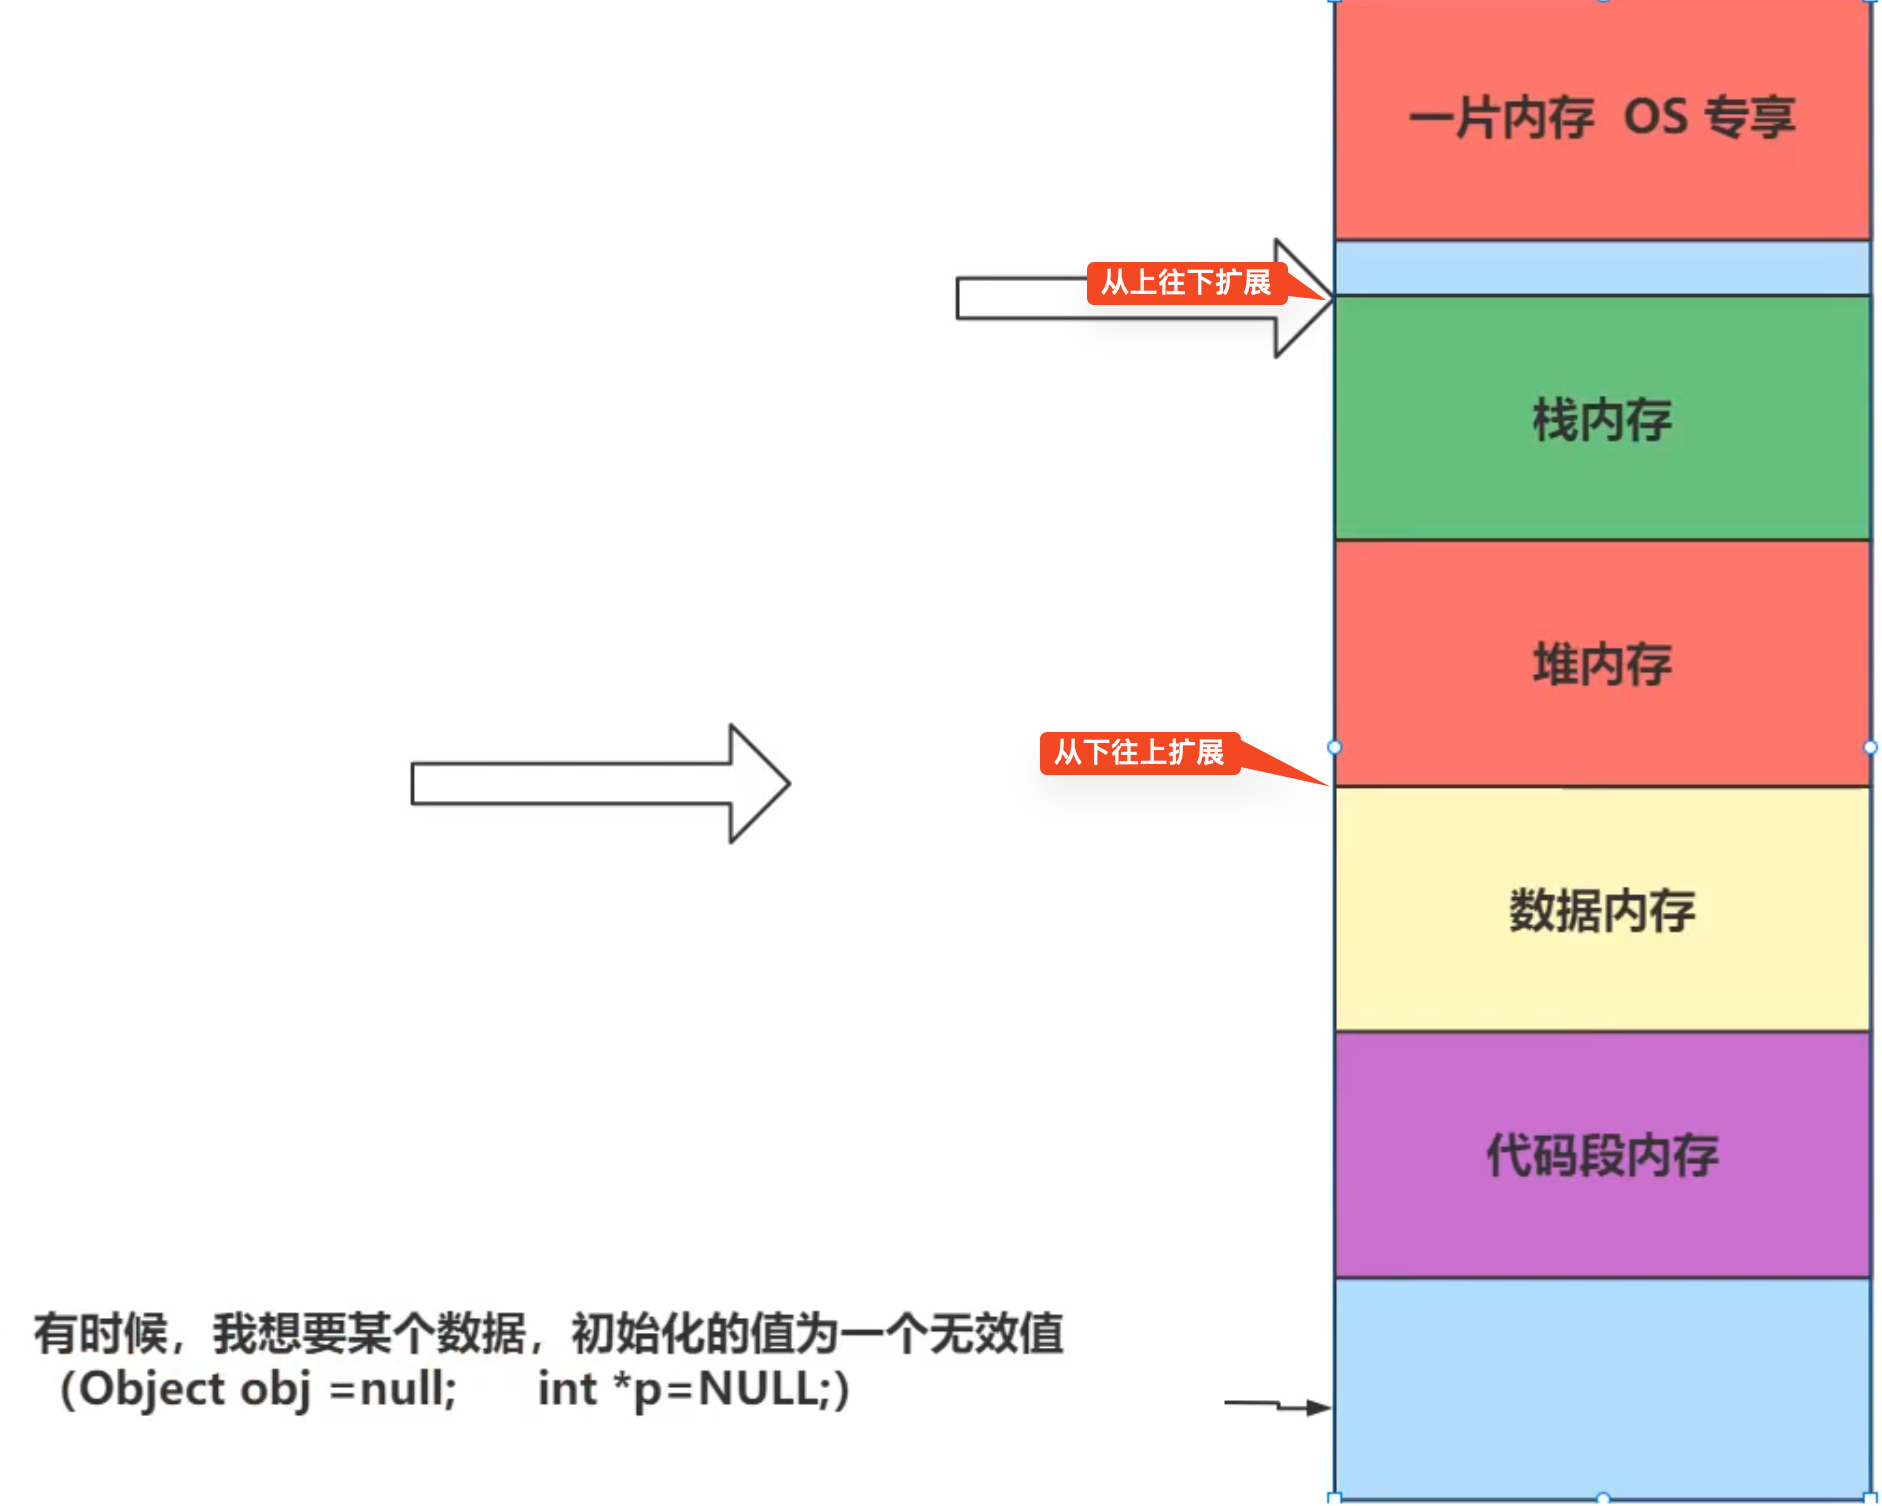 一片内存 OS 专享
从上往下扩展
栈内存
堆内存
从下往上扩展
数据内存
代码段内存
有时候，我想要某个数据，初始化的值为一个无效值
（Object obj =null; int *p=NULL;）